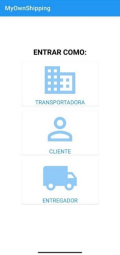 MyOwnShipping
ENTRAR COMO:
TRANSPORTADORA
CLIENTE
ENTREGADOR